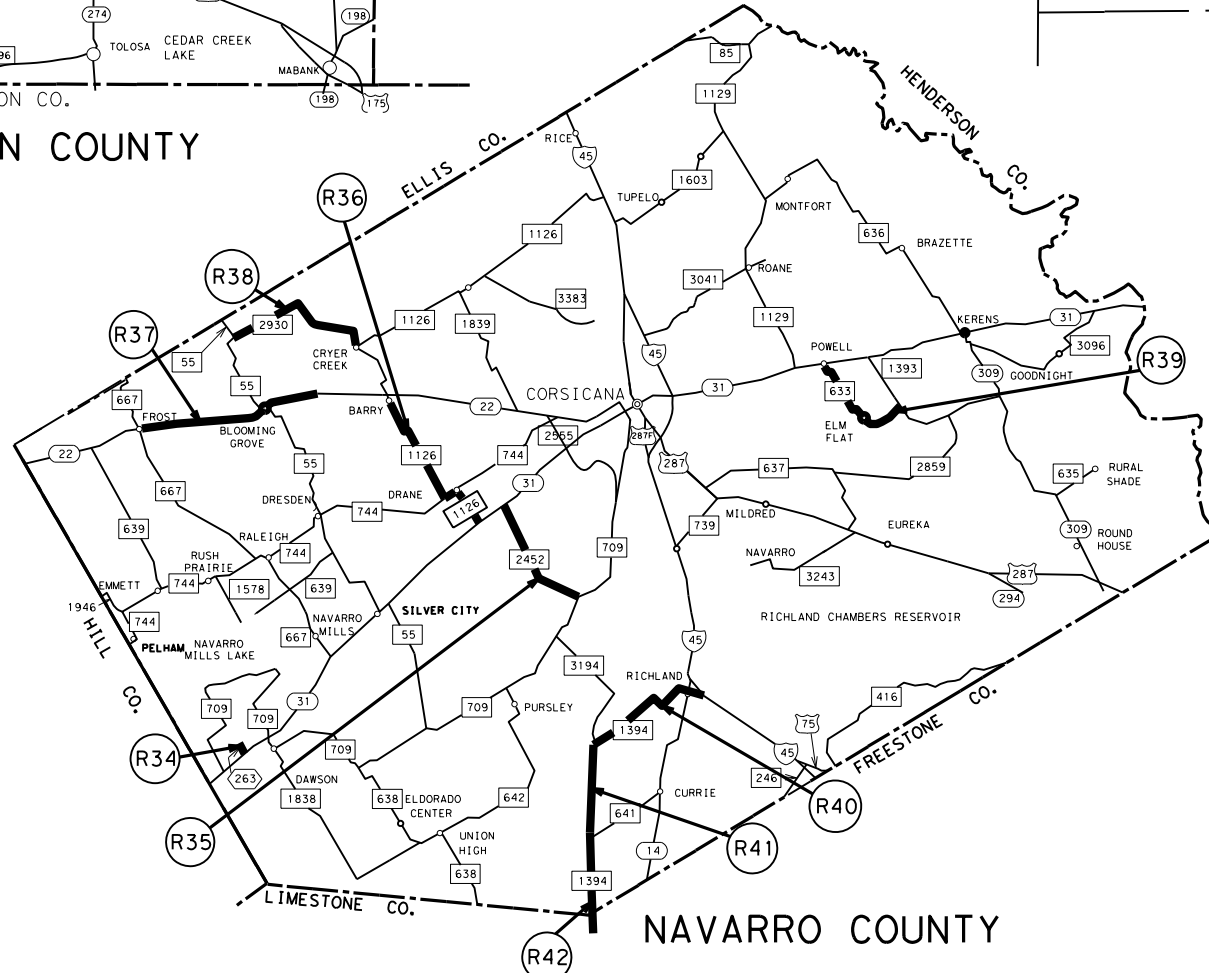 274
198
96
TOLOSA
CEDAR CREEK
LAKE
MABANK
ON CO.
198
175
N COUNTY
85
HENDERSON
CO.
1129
ELLIS CO.
RICE
45
R36
TUPELO
1603
MONTFORT
636
BRAZETTE
1126
R38
ROANE
3041
3383
2930
1126
1839
1129
KERENS
31
R37
55
CRYER
CREEK
45
POWELL
3096
1393
R39
GOODNIGHT
309
667
55
CORSICANA
31
633
FROST
BARRY
22
BLOOMING
GROVE
2555
287F
ELM
FLAT
22
1126
744
55
287
637
2859
635
RURAL
SHADE
31
667
DRESDEN
DRANE
744
1126
MILDRED
639
739
EUREKA
309
ROUND
HOUSE
RALEIGH
744
709
RUSH
PRAIRIE
2452
NAVARRO
744
1578
639
3243
287
EMMETT
294
1946
744
SILVER CITY
NAVARRO
MILLS
RICHLAND CHAMBERS RESERVOIR
HILL
CO.
PELHAM
NAVARRO
MILLS LAKE
667
55
45
3194
RICHLAND
416
31
709
709
709
PURSLEY
1394
75
FREESTONE CO.
709
45
R34
263
246
DAWSON
1838
638
ELDORADO
CENTER
642
CURRIE
R40
641
R35
UNION
HIGH
14
R41
638
1394
LIMESTONE CO.
NAVARRO COUNTY
R42